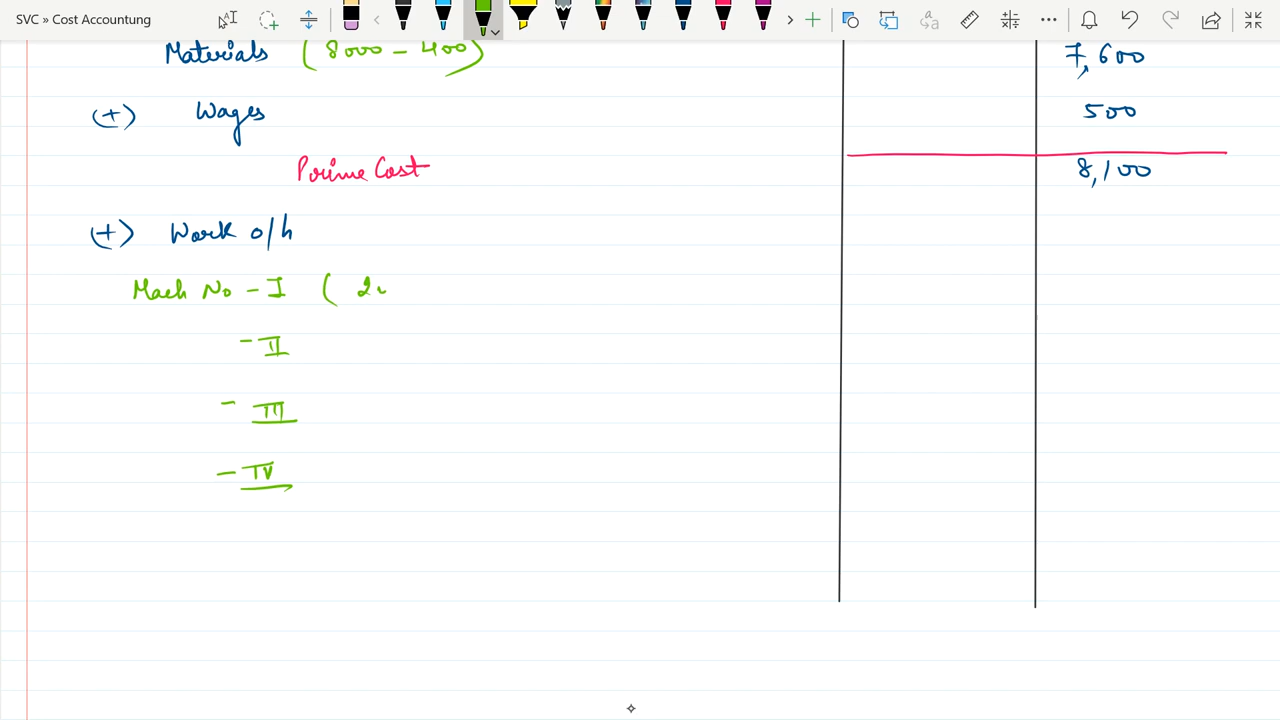 SVC » Cost Accountung
Materials (8000 - 400) 7,600
(+) Wages 500
Prime Cost 8,100
(+) Work o/h
Mach No - I (
- II
- III
- IV